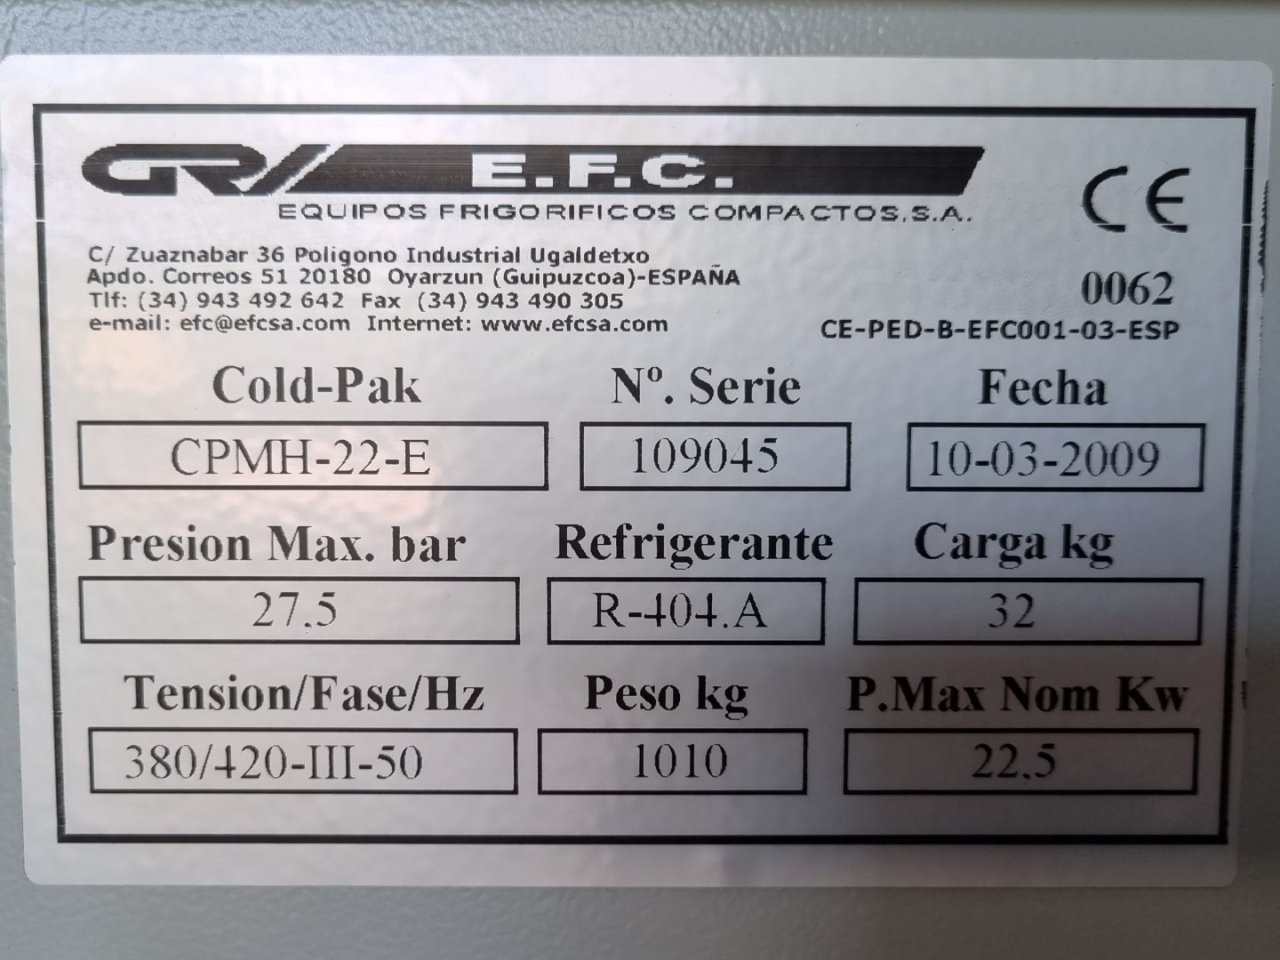 GRV E.F.C.
EQUIPOS FRIGORIFICOS COMPACTOS.S.A.
CE
C/ Zuaznabar 36 Poligono Industrial Ugaldetxo
Apdo. Correos 51 20180 Oyarzun (Guipuzcoa)-ESPAÑA
Tlf: (34) 943 492 642 Fax (34) 943 490 305
e-mail: efc@efcsa.com Internet: www.efcsa.com
0062
CE-PED-B-EFC001-03-ESP
Cold-Pak Nº. Serie Fecha
CPMH-22-E 109045 10-03-2009
Presion Max. bar Refrigerante Carga kg
27.5 R-404.A 32
Tension/Fase/Hz Peso kg P.Max Nom Kw
380/420-III-50 1010 22.5